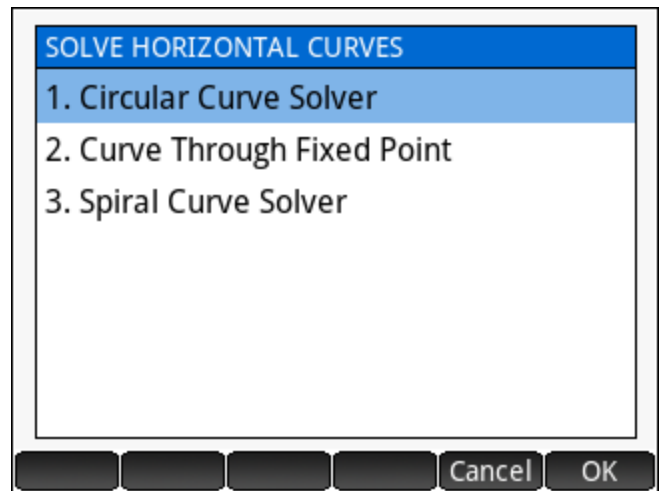 SOLVE HORIZONTAL CURVES
1. Circular Curve Solver
2. Curve Through Fixed Point
3. Spiral Curve Solver
Cancel OK